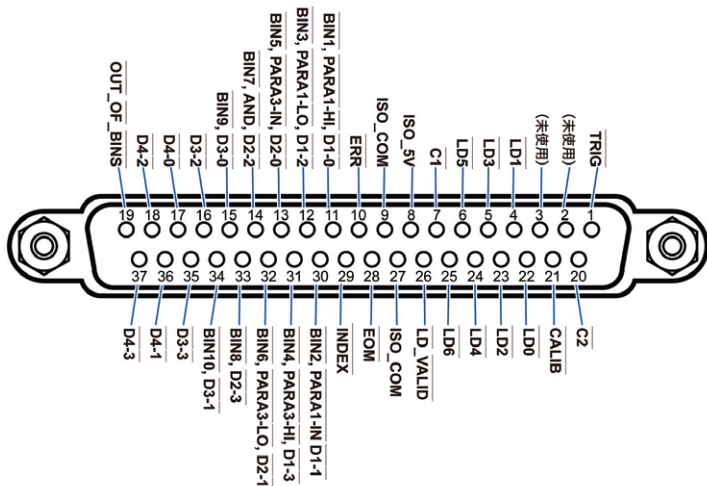 OUT_OF_BINS
D4-2
D4-0
D3-2
BIN9, D3-0
BIN7, AND, D2-2
BIN5, PARA3-IN, D2-0
BIN3, PARA1-LO, D1-2
BIN1, PARA1-HI, D1-0
ERR
ISO_COM
ISO_5V
C1
LD5
LD3
LD1
(未使用)
(未使用)
TRIG
19 18 17 16 15 14 13 12 11 10 9 8 7 6 5 4 3 2 1
37 36 35 34 33 32 31 30 29 28 27 26 25 24 23 22 21 20
D4-3
D4-1
D3-3
BIN10, D3-1
BIN8, D2-3
BIN6, PARA3-LO, D2-1
BIN4, PARA3-HI, D1-3
BIN2, PARA1-IN D1-1
INDEX
EOM
ISO_COM
LD_VALID
LD6
LD4
LD2
LD0
CALIB
C2